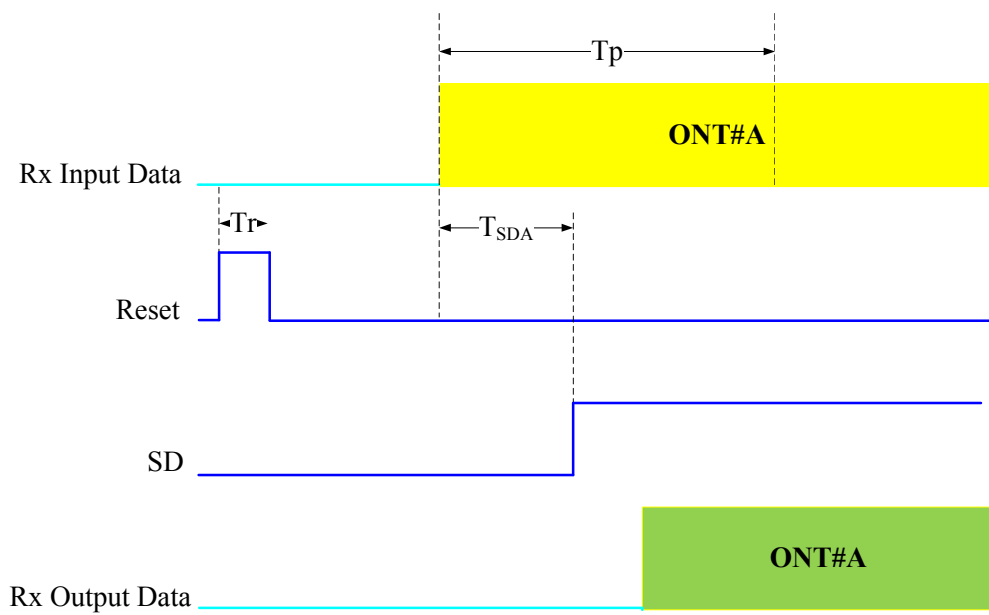 Tp
ONT#A
Rx Input Data
Tr
TSDA
Reset
SD
ONT#A
Rx Output Data